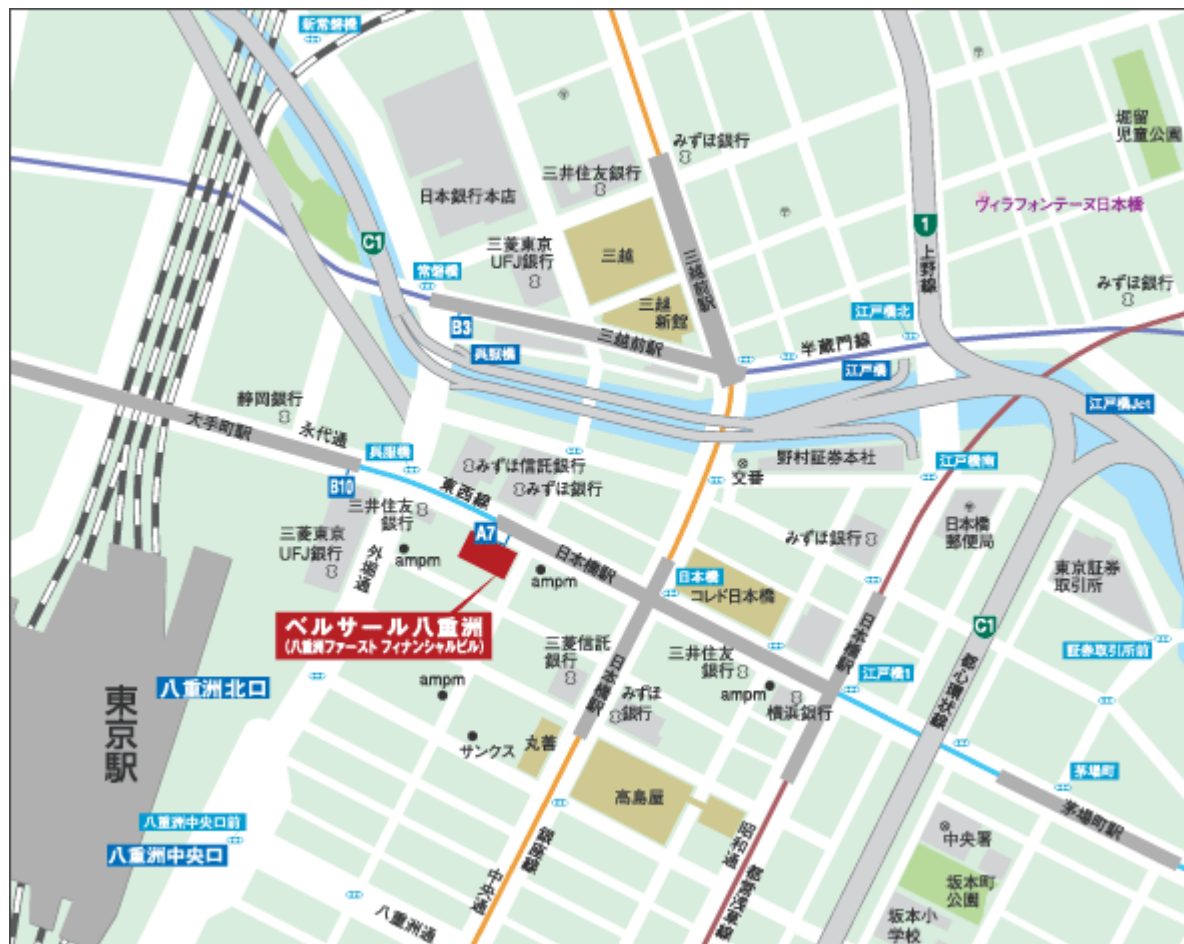 新常盤橋
堀留
児童公園
みずほ銀行
三井住友銀行
日本銀行本店
ヴィラフォンテーヌ日本橋
C1
1
上野線
三菱東京
UFJ銀行
三越
三越前駅
常盤橋
みずほ銀行
三越
新館
江戸橋北
B3
三越前駅
半蔵門線
呉服橋
江戸橋
江戸橋Jct
静岡銀行
大手町駅
永代通
呉服橋
みずほ信託銀行
野村証券本社
江戸橋南
交番
B10
東西線
みずほ銀行
三井住友
銀行
日本橋
郵便局
三菱東京
UFJ銀行
外堀通
A7
みずほ銀行
ampm
日本橋駅
東京証券
取引所
ampm
日本橋
コレド日本橋
ベルサール八重洲
(八重洲ファースト フィナンシャルビル)
三菱信託
銀行
日本橋駅
C1
都心環状線
証券取引所前
三井住友
銀行
日本橋駅
江戸橋1
八重洲北口
ampm
みずほ
銀行
ampm
横浜銀行
東京駅
サンクス
丸善
茅場町
高島屋
茅場町駅
八重洲中央口前
八重洲中央口
銀座線
昭和通
中央署
中央通
都営浅草線
坂本町
公園
八重洲通
坂本小
学校